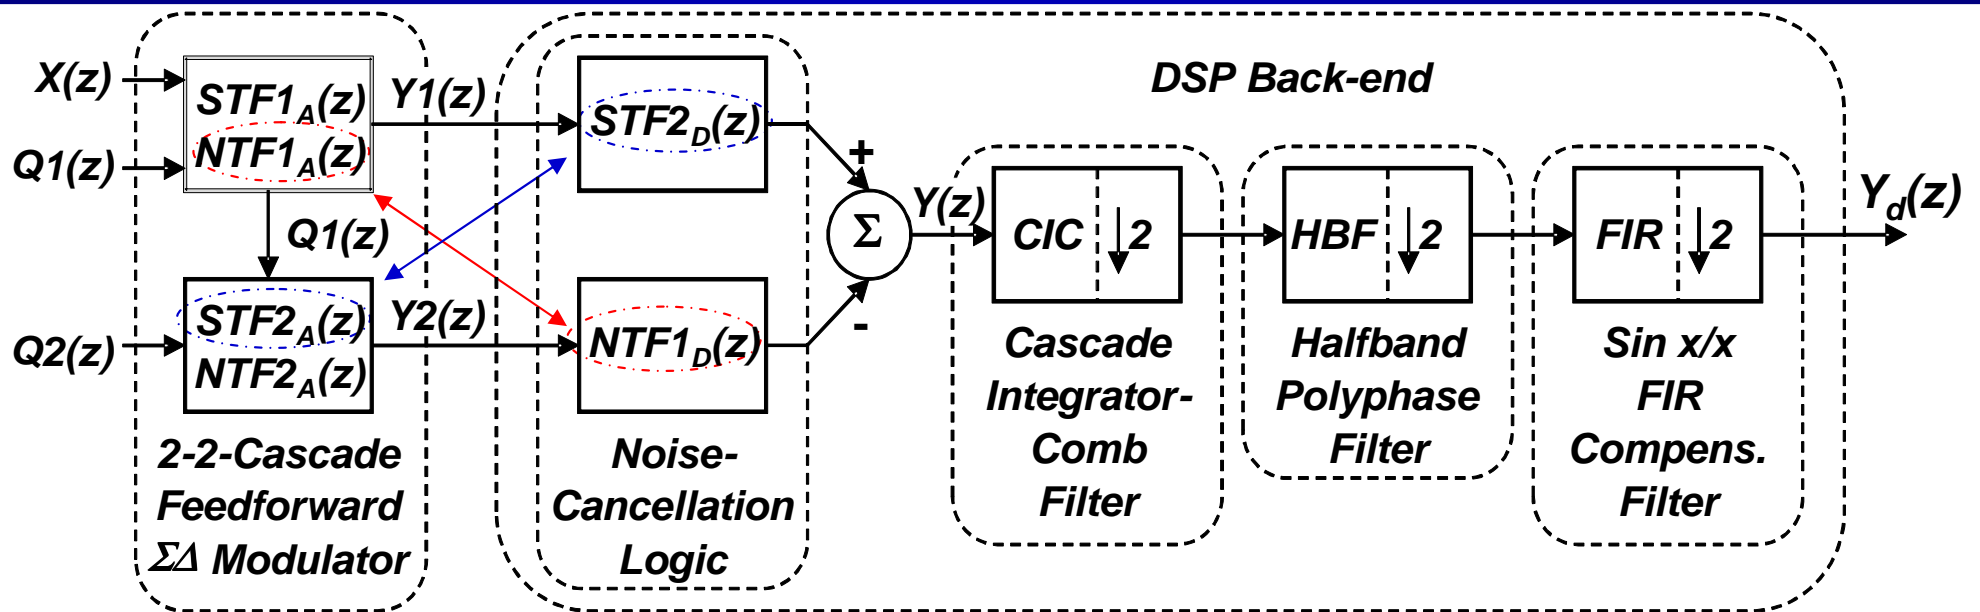 X(z)
Q1(z)
STF1A(z)
NTF1A(z)
Y1(z)
Q1(z)
Q2(z)
STF2A(z)
NTF2A(z)
Y2(z)
2-2-Cascade
Feedforward
ΣΔ Modulator
STF2D(z)
NTF1D(z)
Noise-
Cancellation
Logic
+
Σ
-
Y(z)
DSP Back-end
CIC ↓2
Cascade
Integrator-
Comb
Filter
HBF ↓2
Halfband
Polyphase
Filter
FIR ↓2
Sin x/x
FIR
Compens.
Filter
Yd(z)